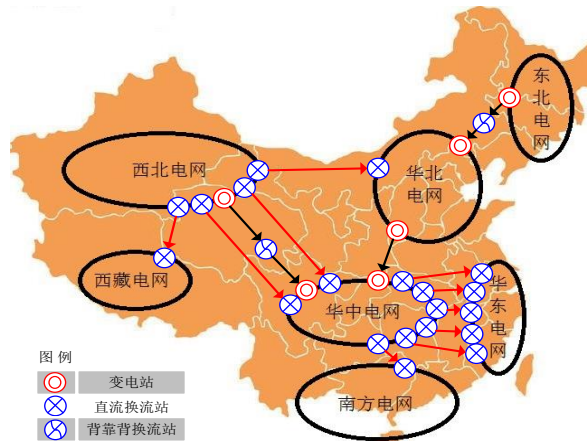 东北电网
西北电网
华北电网
西藏电网
华中电网
华东电网
南方电网
图例
变电站
直流换流站
背靠背换流站